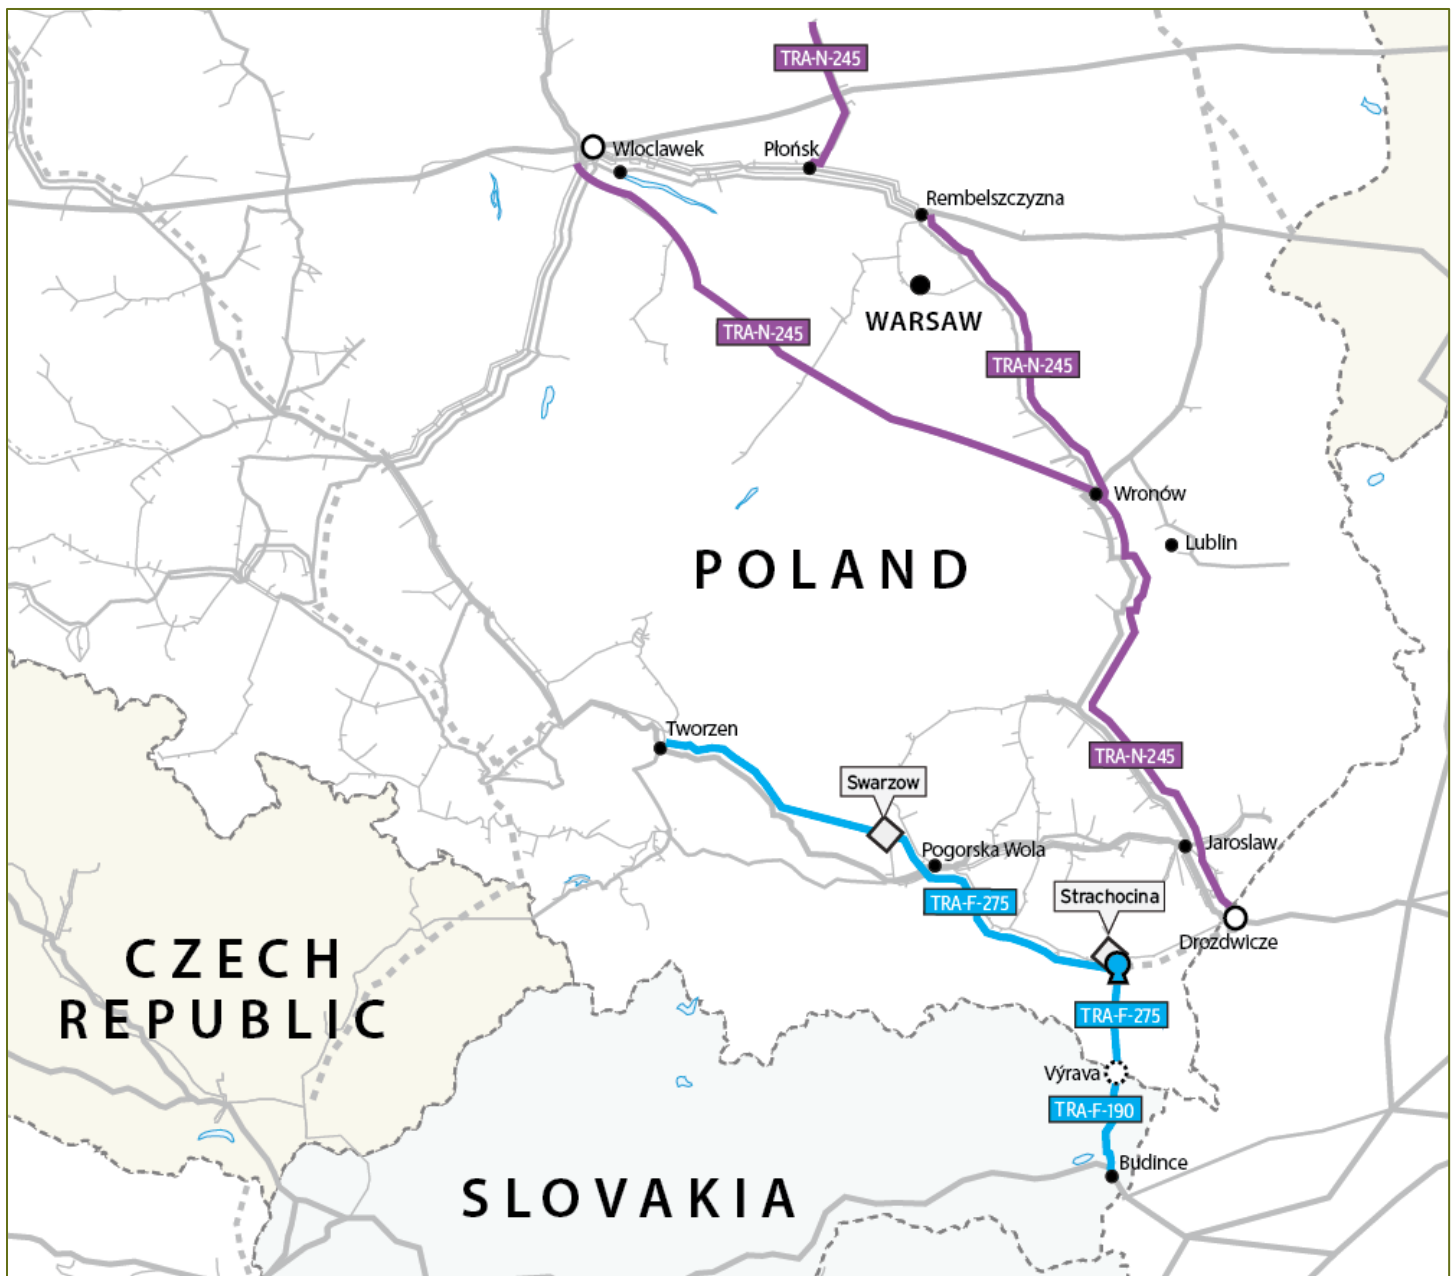 TRA-N-245
Wloclawek
Płońsk
Rembelszczyzna
WARSAW
TRA-N-245
TRA-N-245
Wronów
Lublin
POLAND
Tworzen
TRA-N-245
Swarzow
Jaroslaw
Pogorska Wola
Strachocina
TRA-F-275
Drozdwicze
CZECH
REPUBLIC
TRA-F-275
Výrava
TRA-F-190
Budince
SLOVAKIA